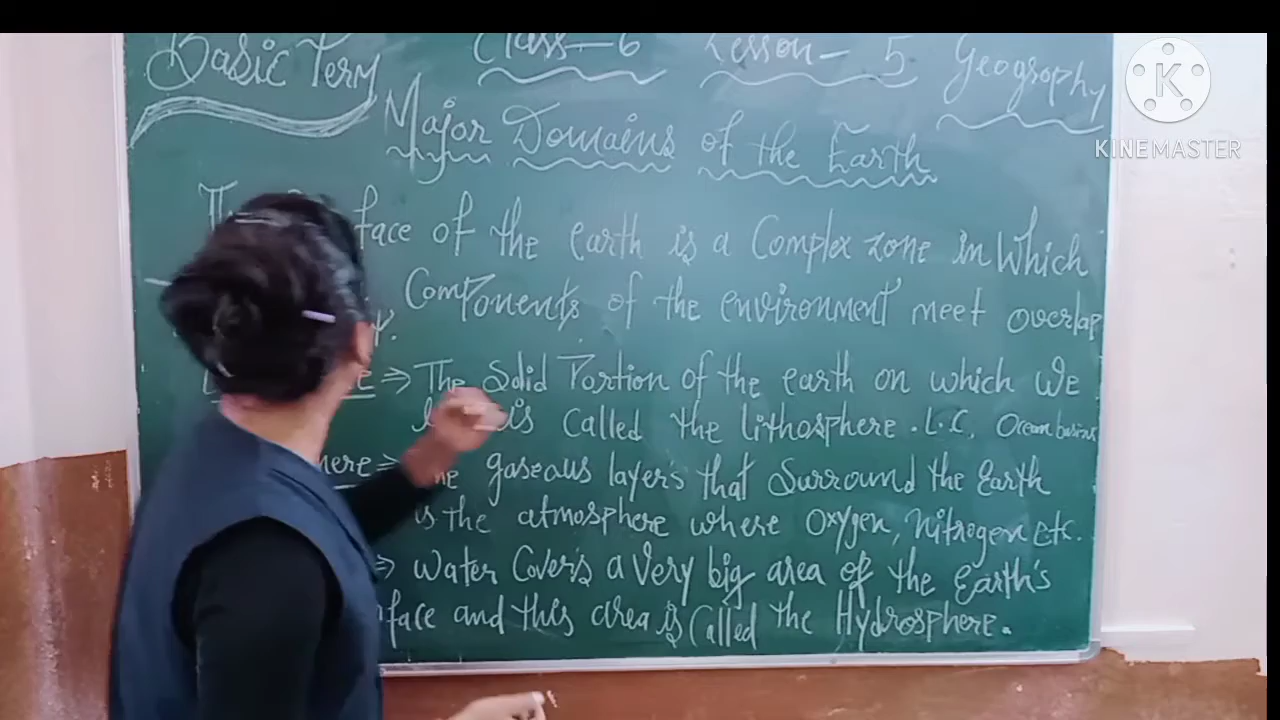 Basic Term Class-6 Lesson-5 Geography
Major Domains of the Earth
face of the earth is a Complex zone in Which
Components of the environment meet overlap
⇒ The Solid Portion of the earth on which We
is Called the lithosphere. L.C, Ocean basins
here ⇒ gaseous layers that Surround the Earth
is the atmosphere where Oxygen, Nitrogen Etc.
⇒ Water Covers a Very big area of the Earth's
face and this area is Called the Hydrosphere.
K
KINEMASTER